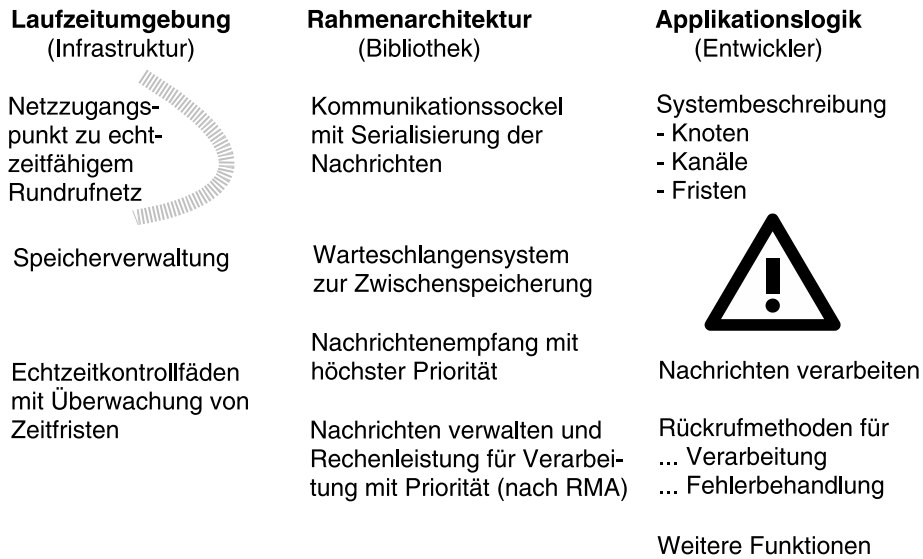 Laufzeitumgebung
(Infrastruktur)
Netzzugangs-
punkt zu echt-
zeitfähigem
Rundrufnetz
Speicherverwaltung
Echtzeitkontrollfäden
mit Überwachung von
Zeitfristen
Rahmenarchitektur
(Bibliothek)
Kommunikationssockel
mit Serialisierung der
Nachrichten
Warteschlangensystem
zur Zwischenspeicherung
Nachrichtenempfang mit
höchster Priorität
Nachrichten verwalten und
Rechenleistung für Verarbei-
tung mit Priorität (nach RMA)
Applikationslogik
(Entwickler)
Systembeschreibung
- Knoten
- Kanäle
- Fristen
Nachrichten verarbeiten
Rückrufmethoden für
... Verarbeitung
... Fehlerbehandlung
Weitere Funktionen